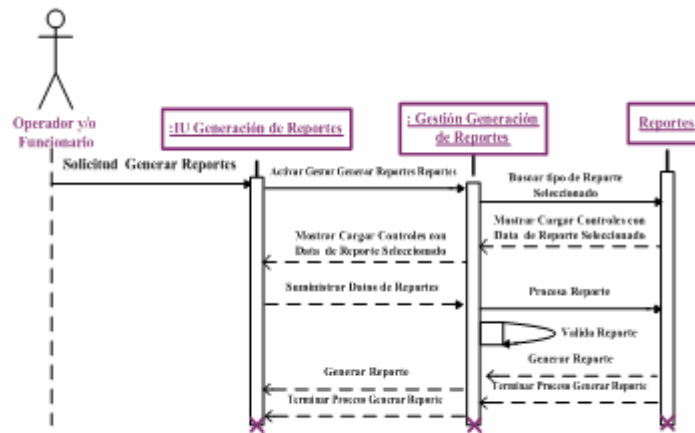 Operador y/o
Funcionario
:IU Generación de Reportes
: Gestión Generación
de Reportes
Reportes
Solicitud Generar Reportes
Activar Gestor Generar Reportes Reportes
Buscar tipo de Reporte
Seleccionado
Mostrar Cargar Controles con
Data de Reporte Seleccionado
Mostrar Cargar Controles con
Data de Reporte Seleccionado
Suministrar Datos de Reportes
Procesa Reporte
Valida Reporte
Generar Reporte
Generar Reporte
Terminar Proceso Generar Reporte
Terminar Proceso Generar Reporte